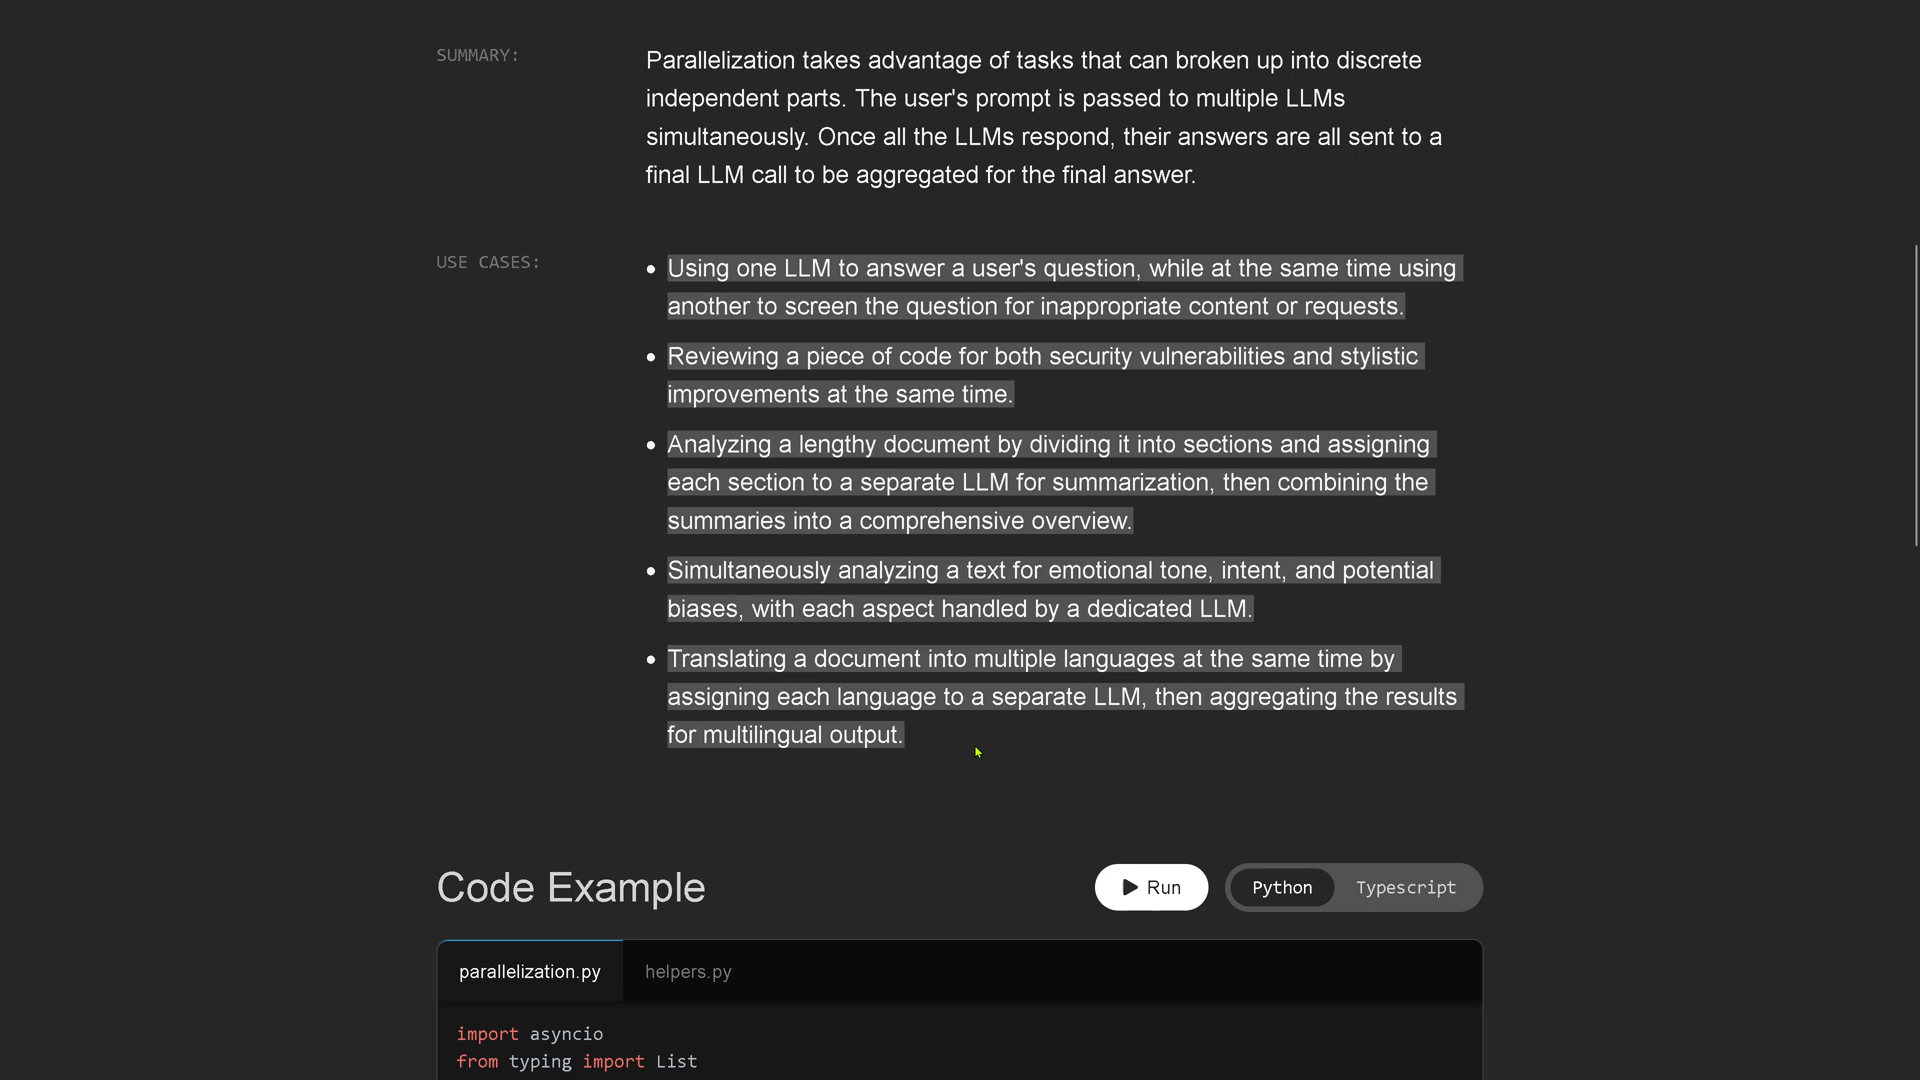 SUMMARY:
Parallelization takes advantage of tasks that can broken up into discrete
independent parts. The user's prompt is passed to multiple LLMs
simultaneously. Once all the LLMs respond, their answers are all sent to a
final LLM call to be aggregated for the final answer.
USE CASES:
• Using one LLM to answer a user's question, while at the same time using
another to screen the question for inappropriate content or requests.
• Reviewing a piece of code for both security vulnerabilities and stylistic
improvements at the same time.
• Analyzing a lengthy document by dividing it into sections and assigning
each section to a separate LLM for summarization, then combining the
summaries into a comprehensive overview.
• Simultaneously analyzing a text for emotional tone, intent, and potential
biases, with each aspect handled by a dedicated LLM.
• Translating a document into multiple languages at the same time by
assigning each language to a separate LLM, then aggregating the results
for multilingual output.
Code Example
Run
Python
Typescript
parallelization.py
helpers.py
import asyncio
from typing import List